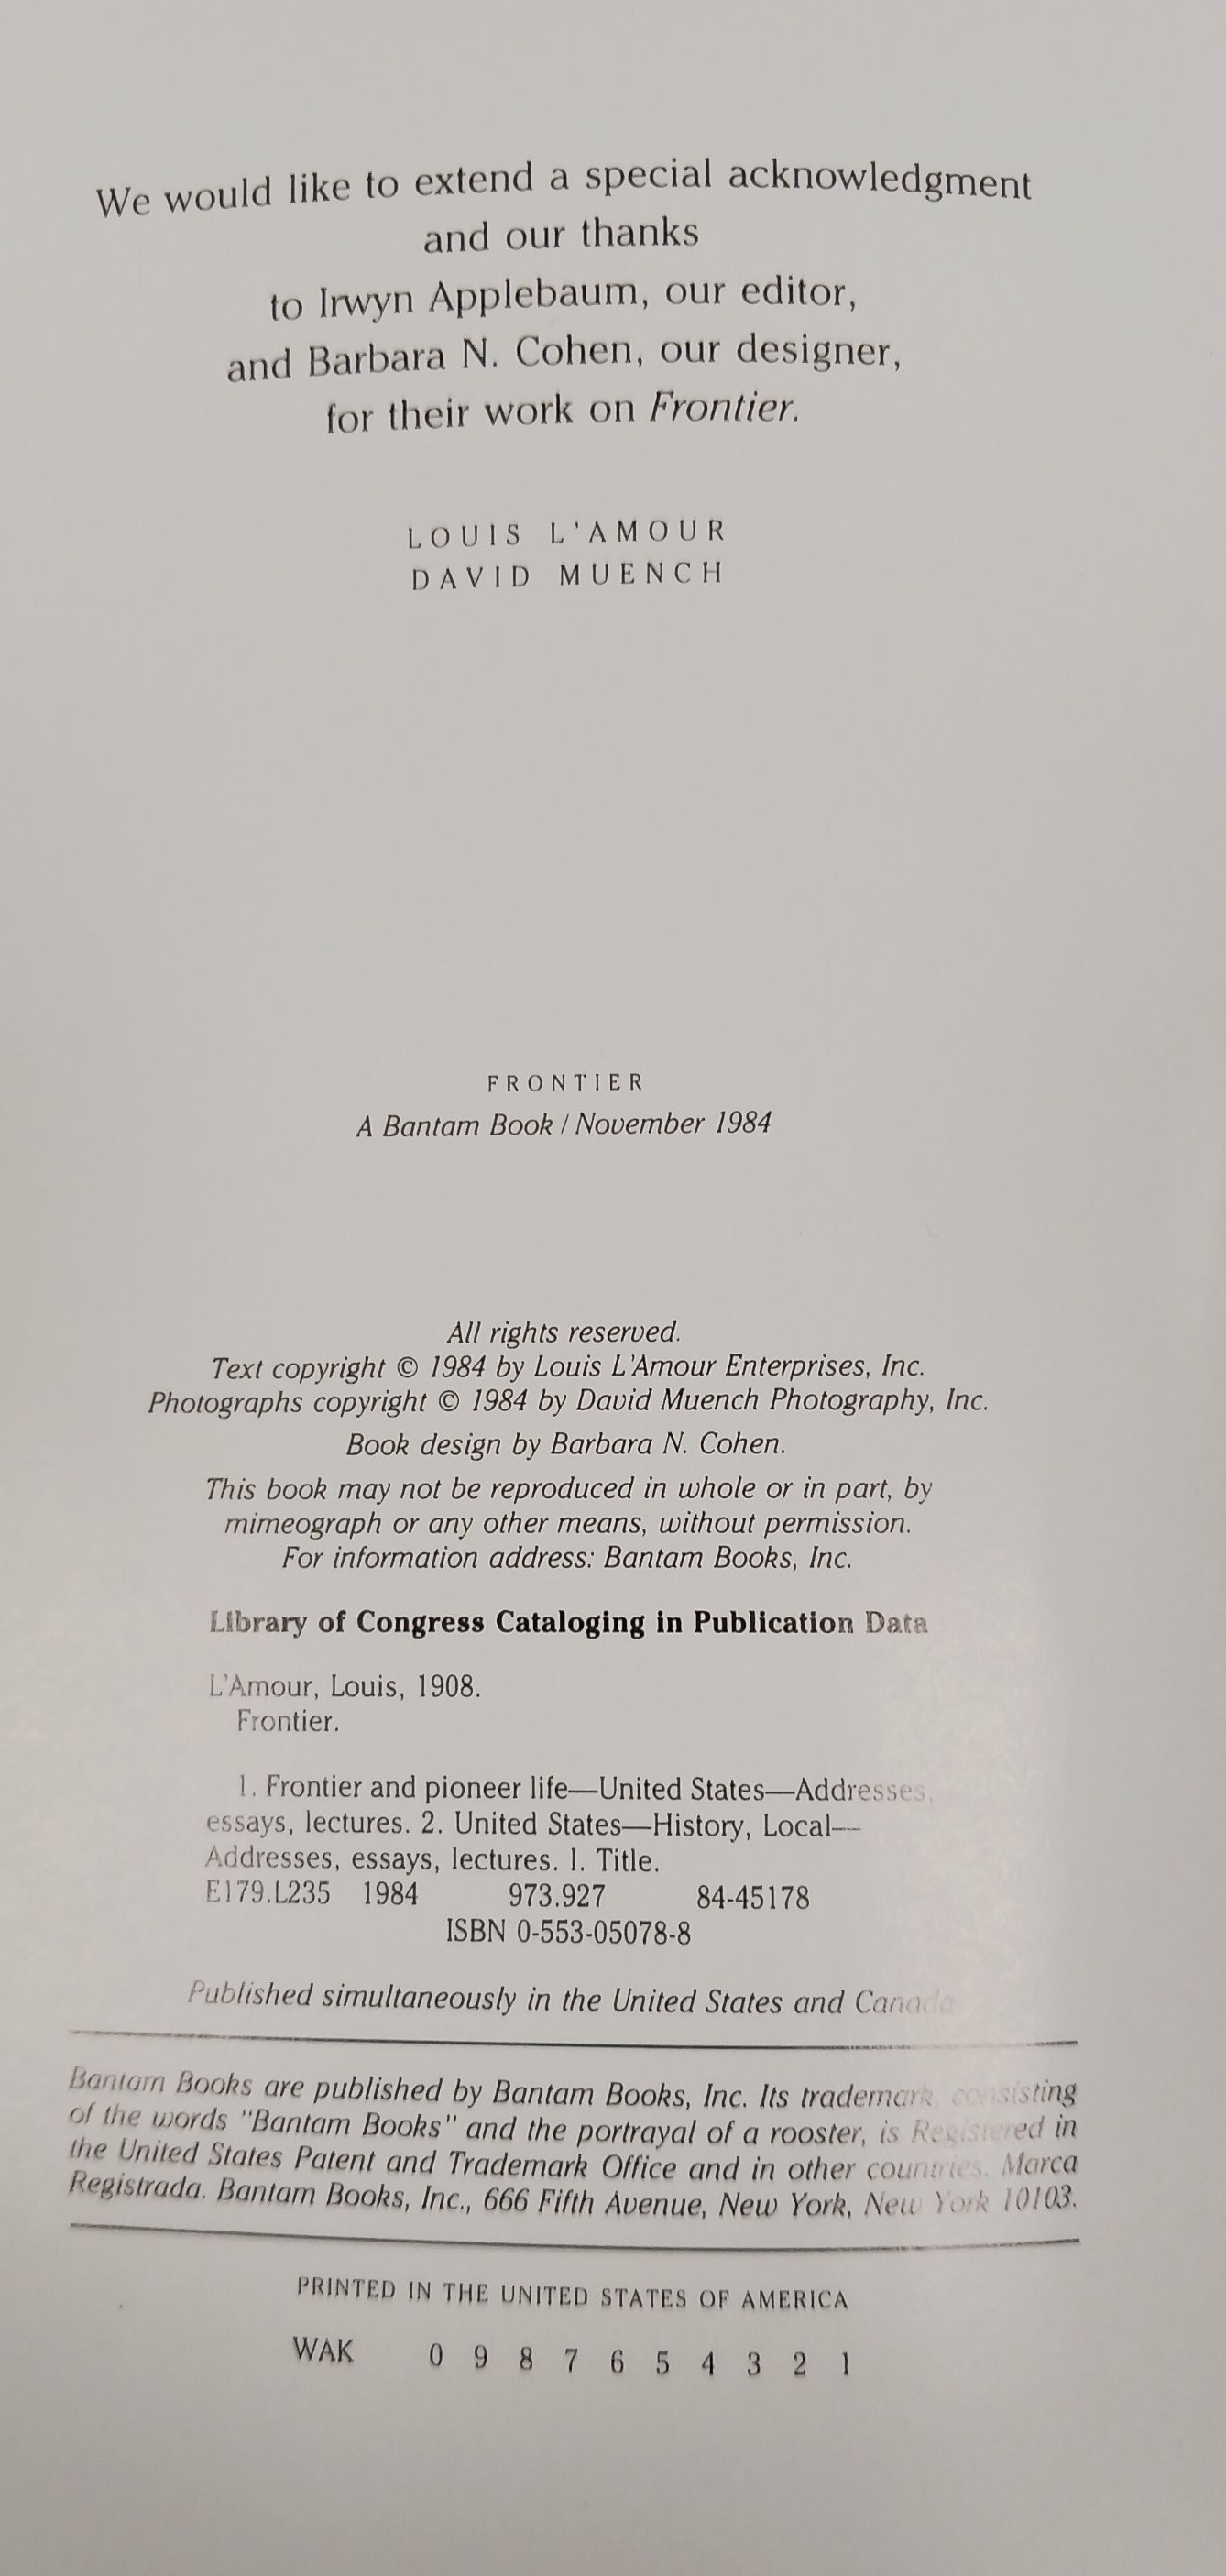 We would like to extend a special acknowledgment
and our thanks
to Irwyn Applebaum, our editor,
and Barbara N. Cohen, our designer,
for their work on Frontier.
LOUIS L'AMOUR
DAVID MUENCH
FRONTIER
A Bantam Book / November 1984
All rights reserved.
Text copyright © 1984 by Louis L'Amour Enterprises, Inc.
Photographs copyright © 1984 by David Muench Photography, Inc.
Book design by Barbara N. Cohen.
This book may not be reproduced in whole or in part, by
mimeograph or any other means, without permission.
For information address: Bantam Books, Inc.
Library of Congress Cataloging in Publication Data
L'Amour, Louis, 1908.
Frontier.
1. Frontier and pioneer life—United States—Addresses,
essays, lectures. 2. United States—History, Local—
Addresses, essays, lectures. I. Title.
E179.L235 1984 973.927 84-45178
ISBN 0-553-05078-8
Published simultaneously in the United States and Canada
Bantam Books are published by Bantam Books, Inc. Its trademark, consisting
of the words "Bantam Books" and the portrayal of a rooster, is Registered in
the United States Patent and Trademark Office and in other countries. Marca
Registrada. Bantam Books, Inc., 666 Fifth Avenue, New York, New York 10103.
PRINTED IN THE UNITED STATES OF AMERICA
WAK 0 9 8 7 6 5 4 3 2 1